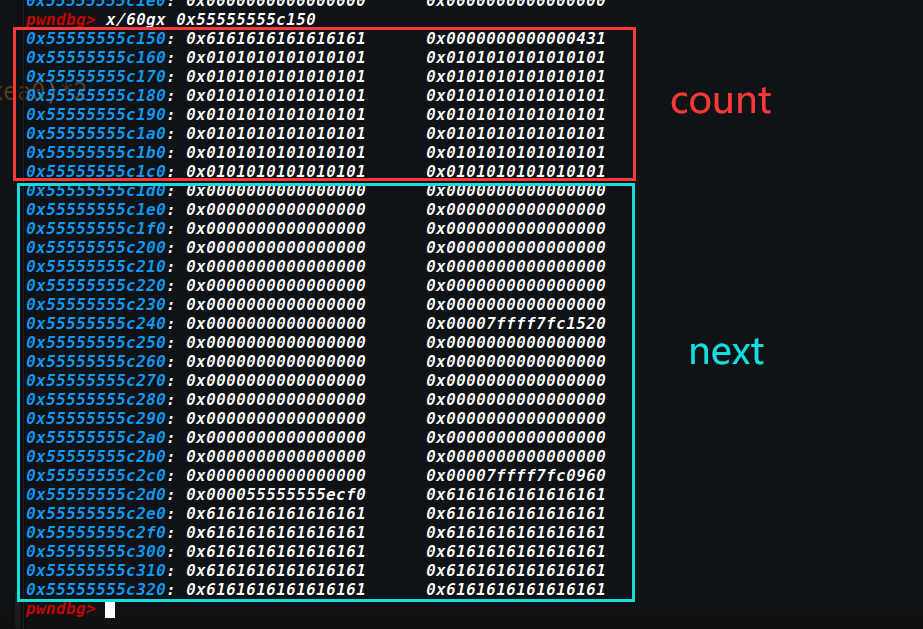 pwndbg> x/60gx 0x55555555c150
0x55555555c150: 0x6161616161616161 0x0000000000000431
0x55555555c160: 0x0101010101010101 0x0101010101010101
0x55555555c170: 0x0101010101010101 0x0101010101010101
0x55555555c180: 0x0101010101010101 0x0101010101010101
0x55555555c190: 0x0101010101010101 0x0101010101010101
0x55555555c1a0: 0x0101010101010101 0x0101010101010101
0x55555555c1b0: 0x0101010101010101 0x0101010101010101
0x55555555c1c0: 0x0101010101010101 0x0101010101010101
count
0x55555555c1d0: 0x0000000000000000 0x0000000000000000
0x55555555c1e0: 0x0000000000000000 0x0000000000000000
0x55555555c1f0: 0x0000000000000000 0x0000000000000000
0x55555555c200: 0x0000000000000000 0x0000000000000000
0x55555555c210: 0x0000000000000000 0x0000000000000000
0x55555555c220: 0x0000000000000000 0x0000000000000000
0x55555555c230: 0x0000000000000000 0x0000000000000000
0x55555555c240: 0x0000000000000000 0x00007ffff7fc1520
0x55555555c250: 0x0000000000000000 0x0000000000000000
0x55555555c260: 0x0000000000000000 0x0000000000000000
0x55555555c270: 0x0000000000000000 0x0000000000000000
0x55555555c280: 0x0000000000000000 0x0000000000000000
0x55555555c290: 0x0000000000000000 0x0000000000000000
0x55555555c2a0: 0x0000000000000000 0x0000000000000000
0x55555555c2b0: 0x0000000000000000 0x0000000000000000
0x55555555c2c0: 0x0000000000000000 0x00007ffff7fc0960
0x55555555c2d0: 0x000055555555ecf0 0x6161616161616161
0x55555555c2e0: 0x6161616161616161 0x6161616161616161
0x55555555c2f0: 0x6161616161616161 0x6161616161616161
0x55555555c300: 0x6161616161616161 0x6161616161616161
0x55555555c310: 0x6161616161616161 0x6161616161616161
0x55555555c320: 0x6161616161616161 0x6161616161616161
next
pwndbg>